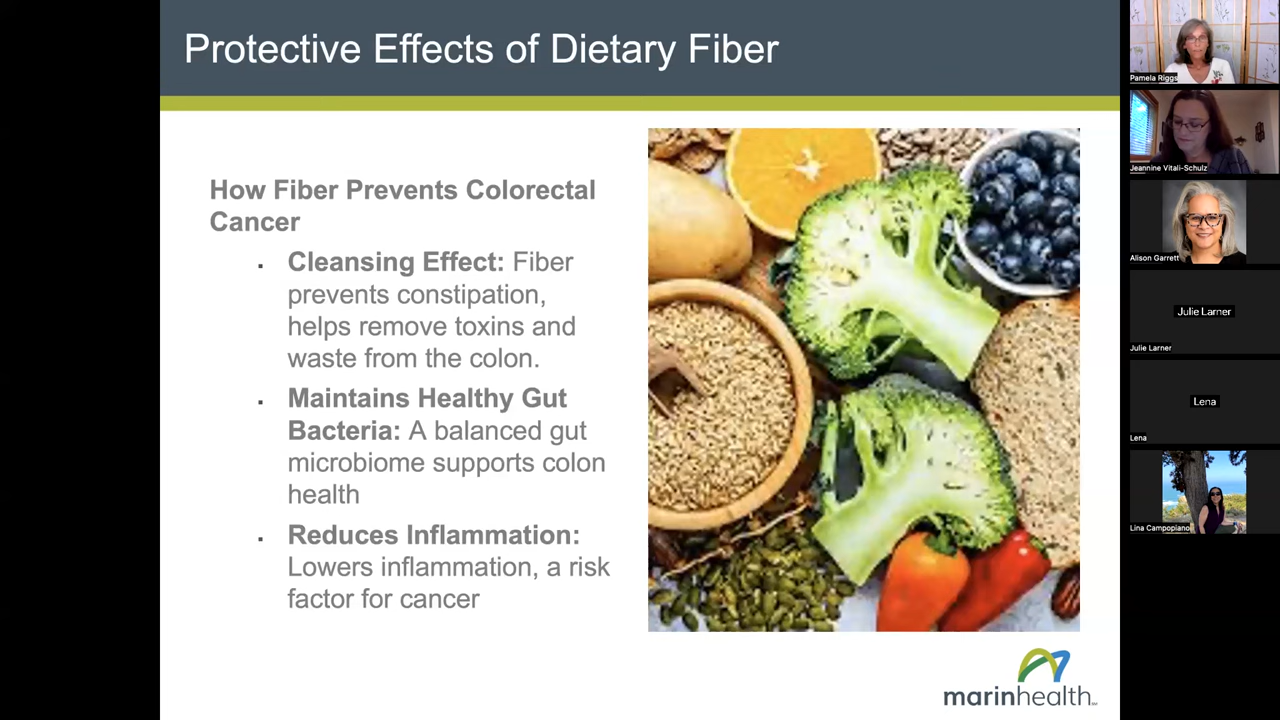 Protective Effects of Dietary Fiber
How Fiber Prevents Colorectal
Cancer
▪ Cleansing Effect: Fiber
prevents constipation,
helps remove toxins and
waste from the colon.
▪ Maintains Healthy Gut
Bacteria: A balanced gut
microbiome supports colon
health
▪ Reduces Inflammation:
Lowers inflammation, a risk
factor for cancer
marinhealth
Pamela Riggs
Jeannine Vitali-Schulz
Alison Garrett
Julie Larner
Julie Larner
Lena
Lena
Lina Campopiano